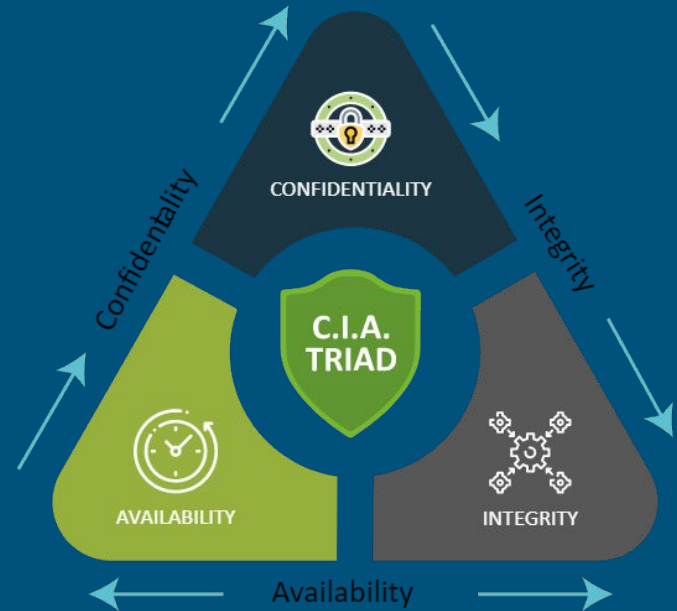 CONFIDENTIALITY
Confidentality
Integrity
C.I.A.
TRIAD
AVAILABILITY
INTEGRITY
Availability